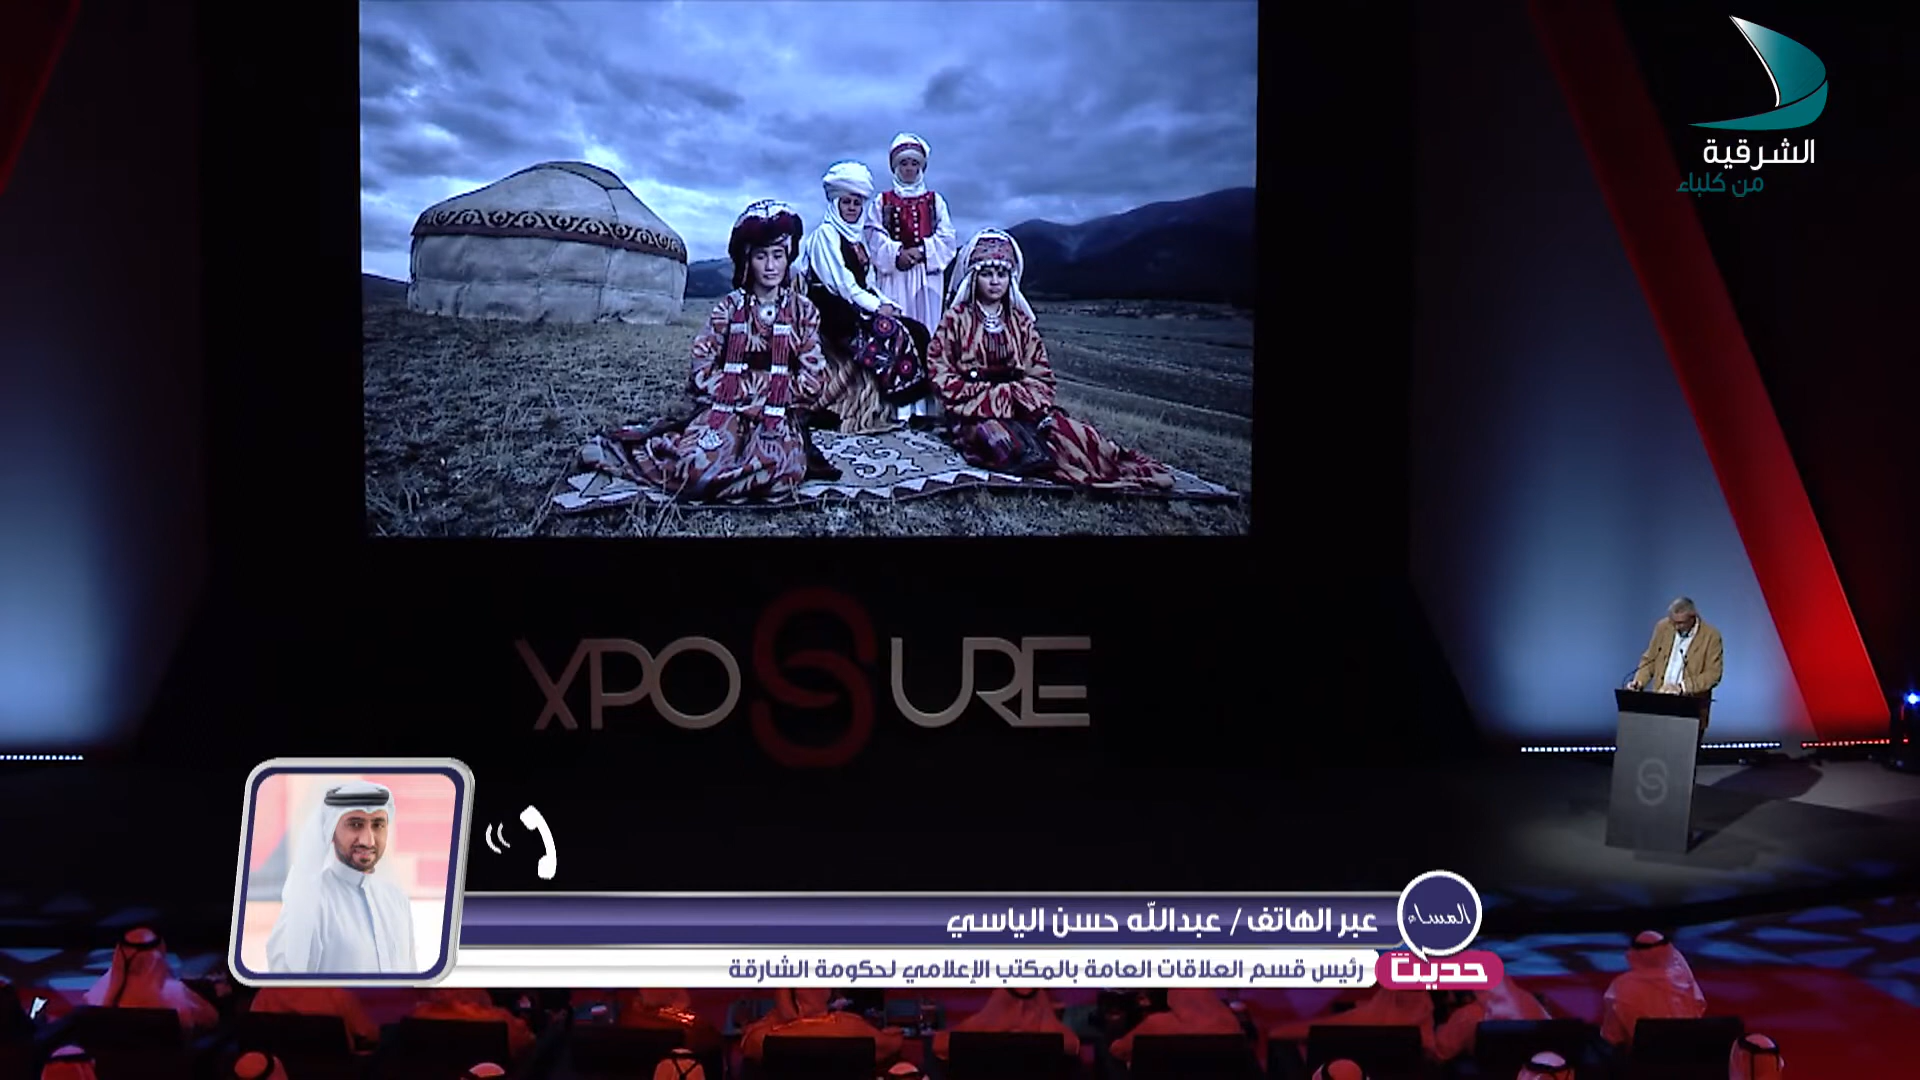 الشرقية
من كلباء
XPOSURE
المساء
عبر الهاتف / عبدالله حسن الياسي
حديث
رئيس قسم العلاقات العامة بالمكتب الإعلامي لحكومة الشارقة